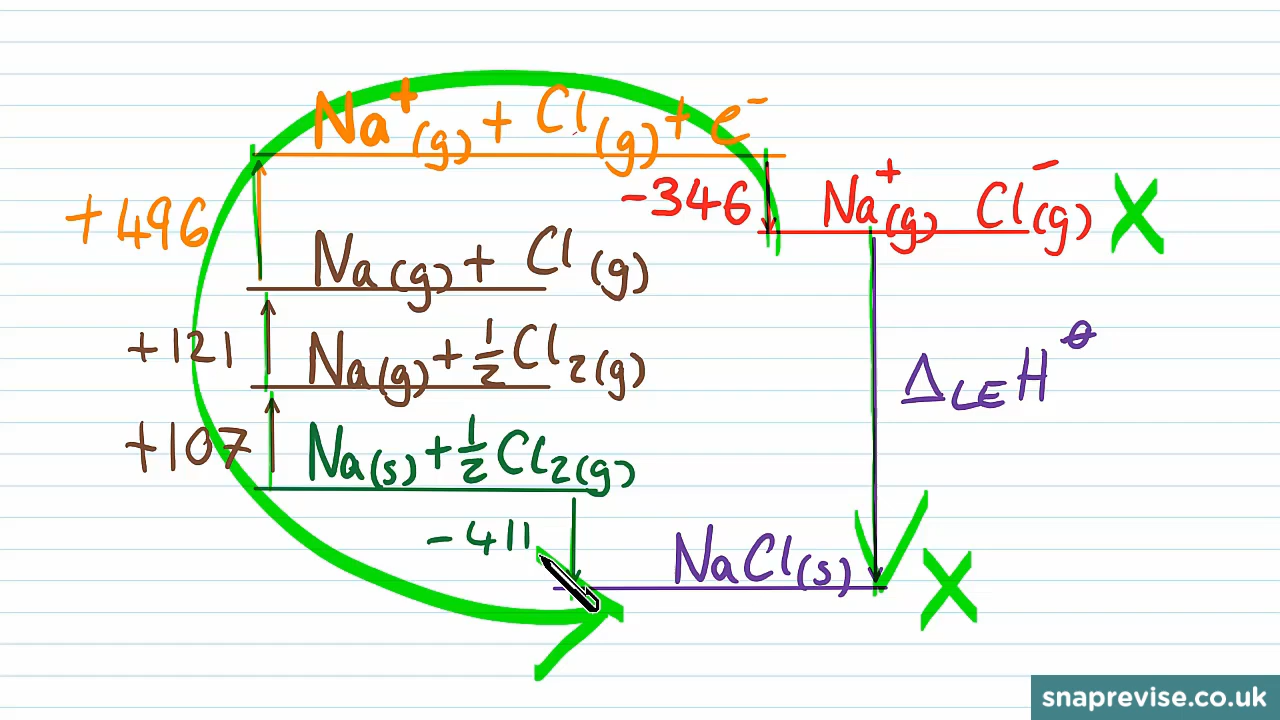 Na⁺(g) + Cl(g) + e⁻
-346
Na⁺(g) Cl⁻(g) X
+496
Na(g) + Cl(g)
+121
Na(g) + ½Cl₂(g)
Δ_LE H^θ
+107
Na(s) + ½Cl₂(g)
-411
NaCl(s)
X
snaprevise.co.uk